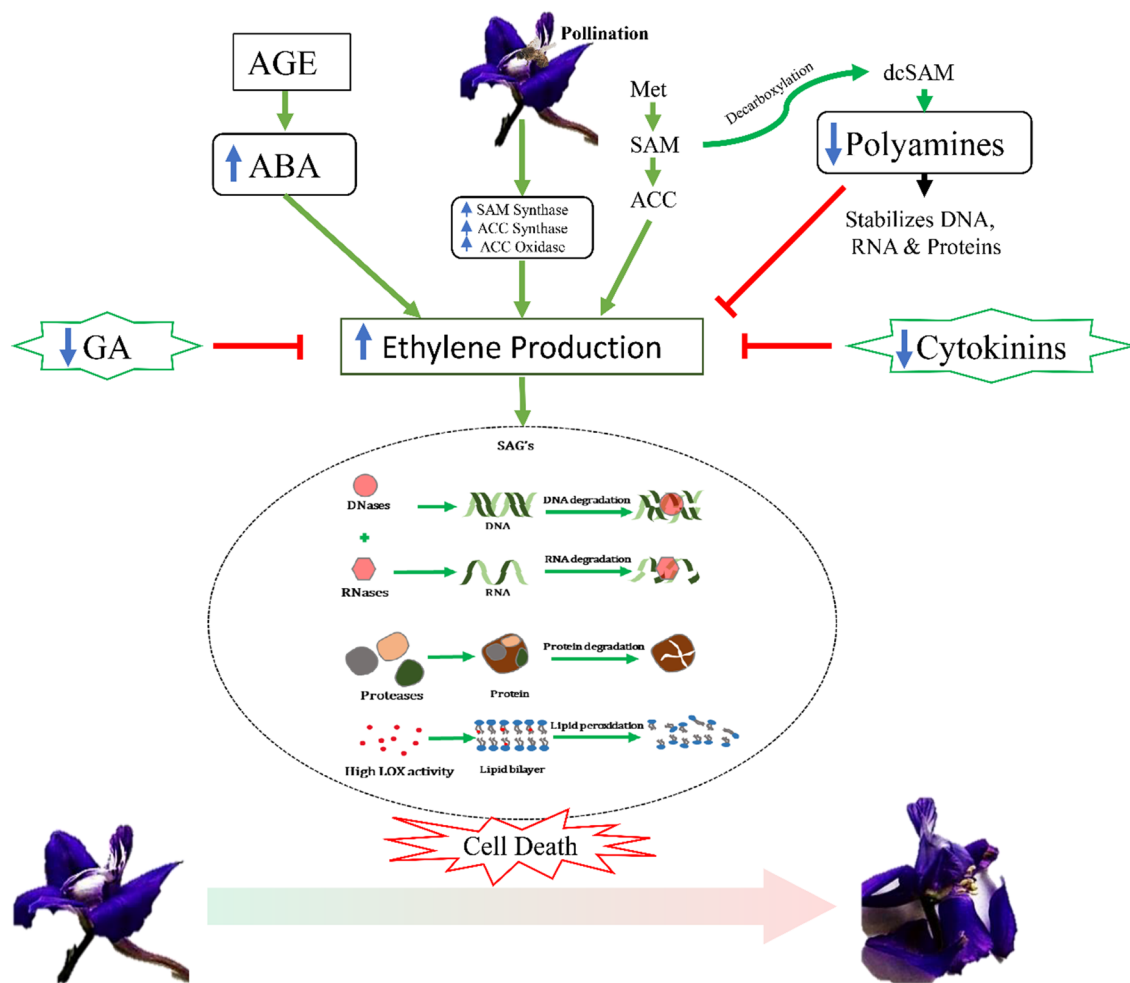 Pollination
AGE
dcSAM
Decarboxylation
Met
SAM
ACC
ABA
Polyamines
SAM Synthase
ACC Synthase
ACC Oxidase
Stabilizes DNA,
RNA & Proteins
GA
Ethylene Production
Cytokinins
SAG's
DNases
DNA
DNA degradation
+
RNases
RNA
RNA degradation
Proteases
Protein
Protein degradation
High LOX activity
Lipid bilayer
Lipid peroxidation
Cell Death